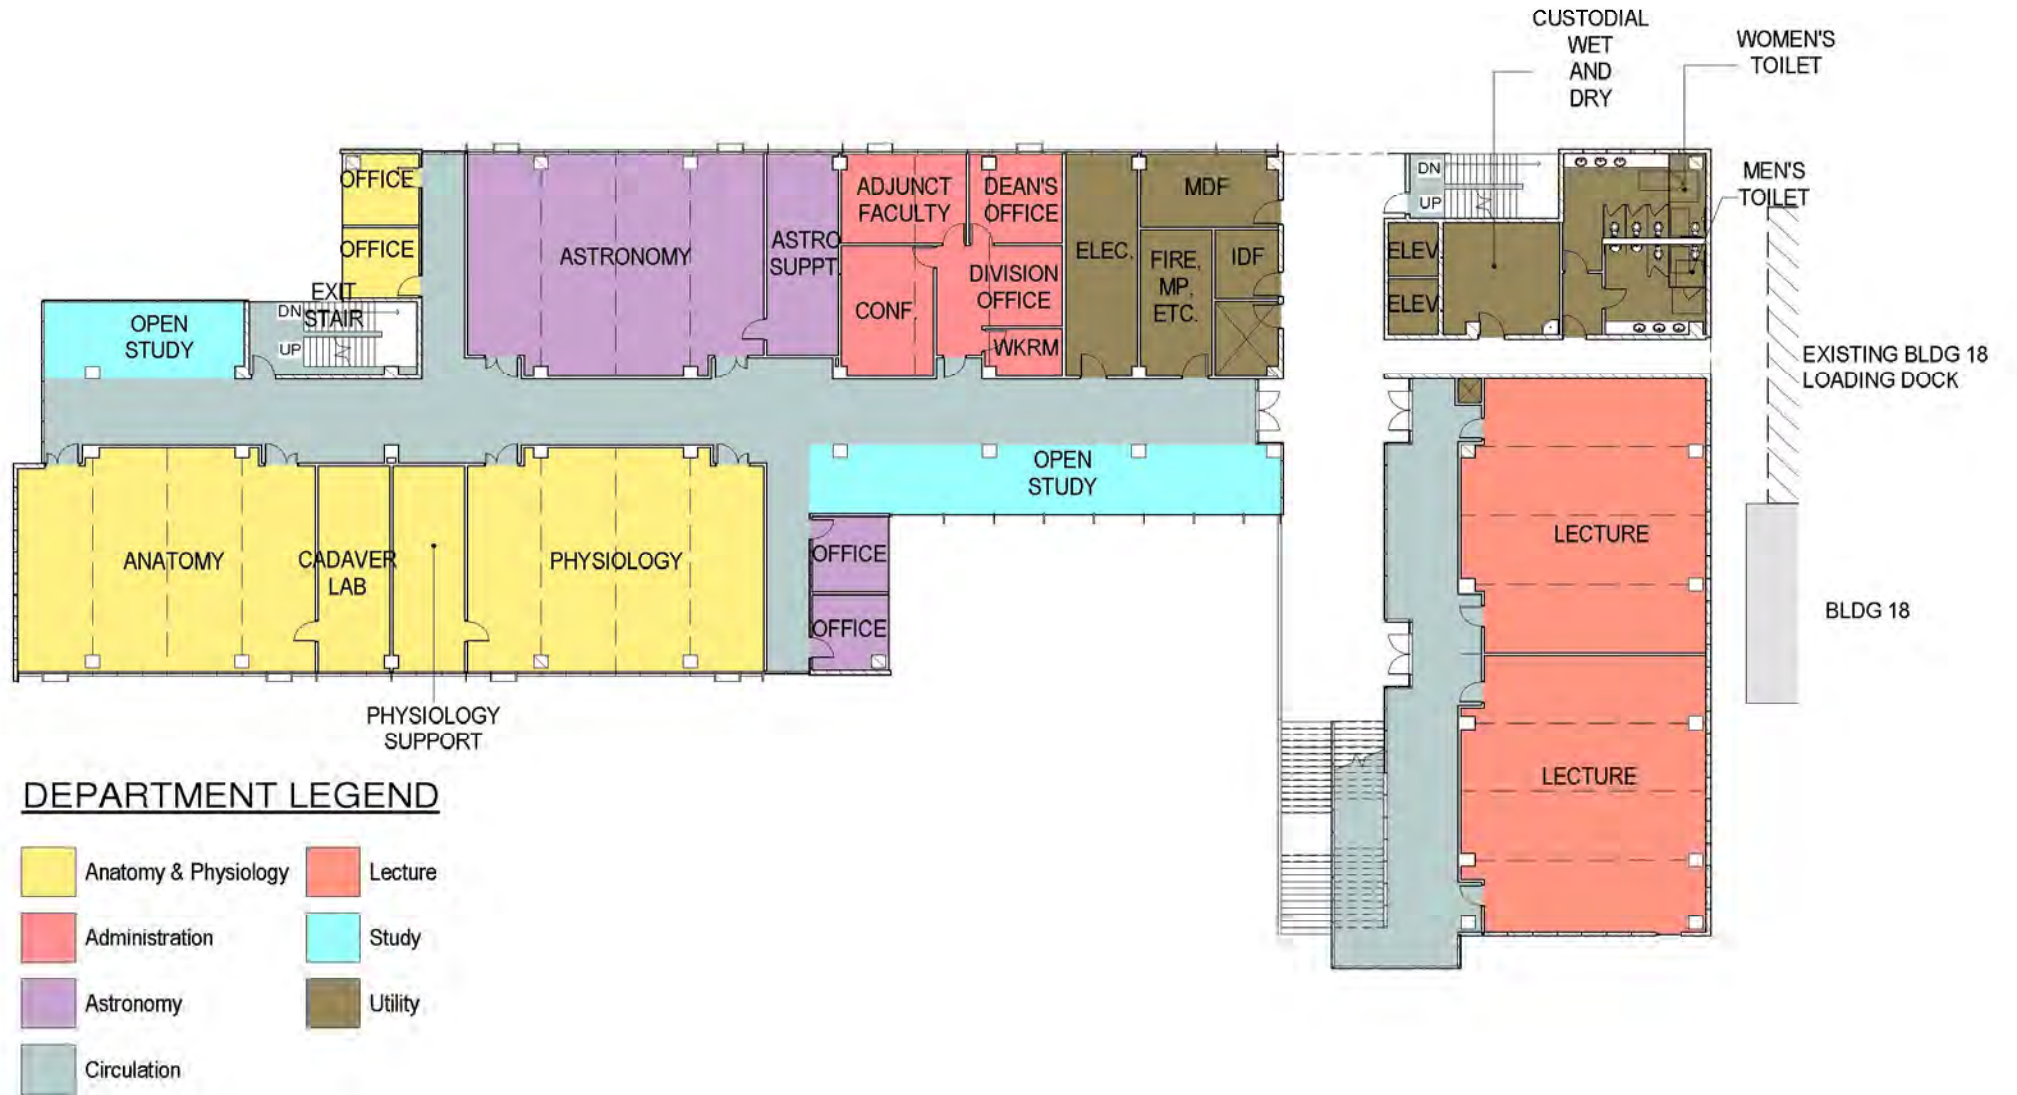 CUSTODIAL
WET
AND
DRY
WOMEN'S
TOILET
MEN'S
TOILET
OFFICE
OFFICE
EXIT
STAIR
DN
UP
OPEN
STUDY
ASTRONOMY
ASTRO
SUPPT.
ADJUNCT
FACULTY
DEAN'S
OFFICE
CONF.
DIVISION
OFFICE
WKRM
ELEC.
MDF
FIRE,
MP,
ETC.
IDF
DN
UP
ELEV.
ELEV.
EXISTING BLDG 18
LOADING DOCK
ANATOMY
CADAVER
LAB
PHYSIOLOGY
OPEN
STUDY
OFFICE
OFFICE
LECTURE
LECTURE
BLDG 18
PHYSIOLOGY
SUPPORT
DEPARTMENT LEGEND
Anatomy & Physiology
Lecture
Administration
Study
Astronomy
Utility
Circulation